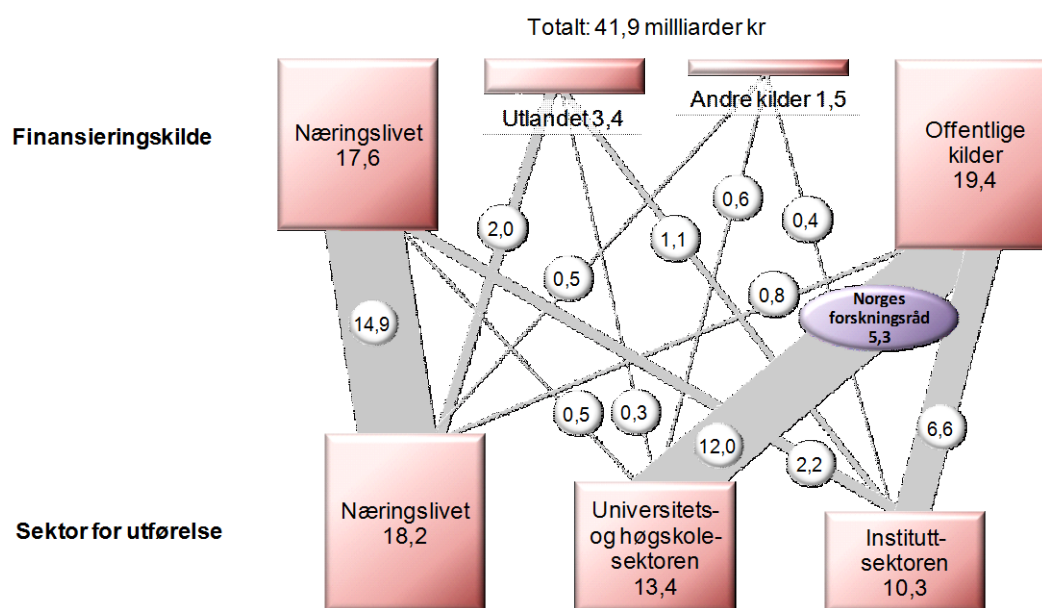 Totalt: 41,9 millliarder kr
Finansieringskilde
Næringslivet
17,6
Utlandet 3,4
Andre kilder 1,5
Offentlige
kilder
19,4
2,0
0,5
1,1
0,6
0,4
0,8
14,9
Norges
forskningsråd
5,3
0,5
0,3
12,0
2,2
6,6
Sektor for utførelse
Næringslivet
18,2
Universitets-
og høgskole-
sektoren
13,4
Institutt-
sektoren
10,3